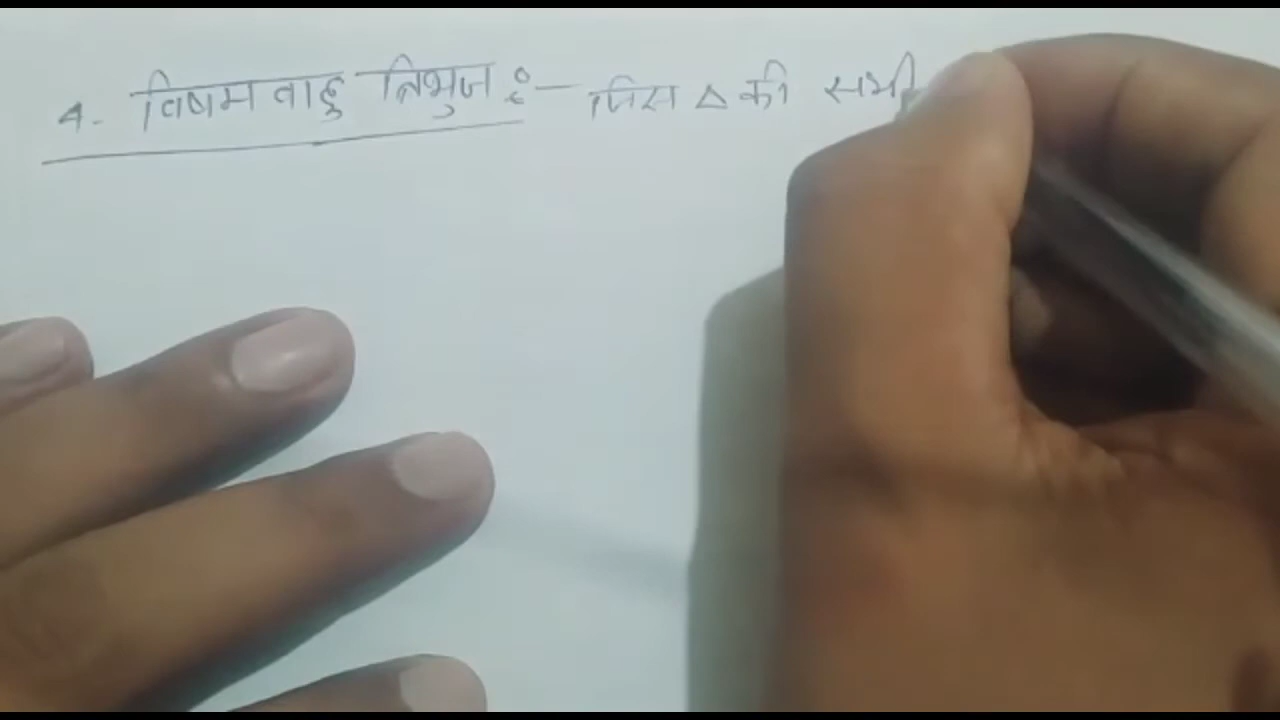 4. विषम बाहु त्रिभुज :- जिस △ की सभी